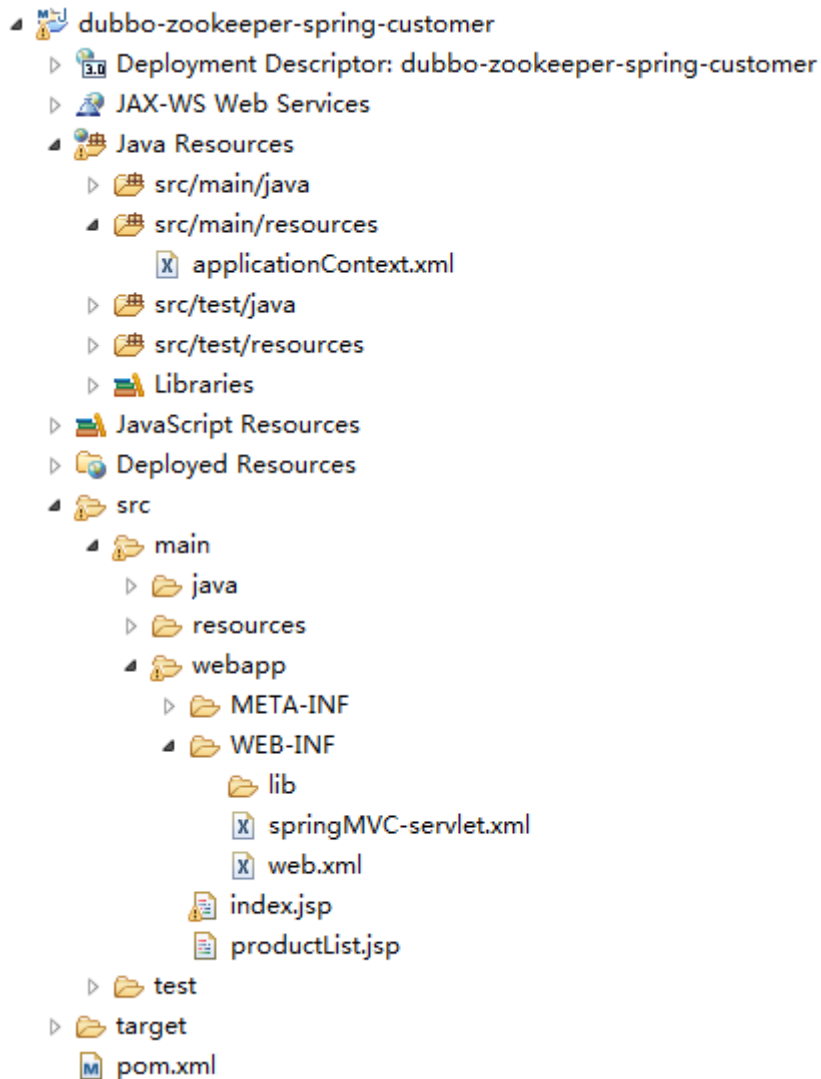 dubbo-zookeeper-spring-customer
Deployment Descriptor: dubbo-zookeeper-spring-customer
JAX-WS Web Services
Java Resources
src/main/java
src/main/resources
applicationContext.xml
src/test/java
src/test/resources
Libraries
JavaScript Resources
Deployed Resources
src
main
java
resources
webapp
META-INF
WEB-INF
lib
springMVC-servlet.xml
web.xml
index.jsp
productList.jsp
test
target
pom.xml